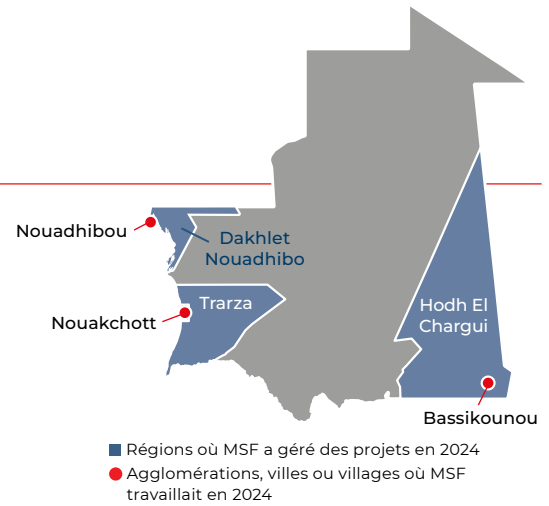 Nouadhibou
Dakhlet
Nouadhibo
Nouakchott
Trarza
Hodh El
Chargui
Bassikounou
Régions où MSF a géré des projets en 2024
Agglomérations, villes ou villages où MSF
travaillait en 2024